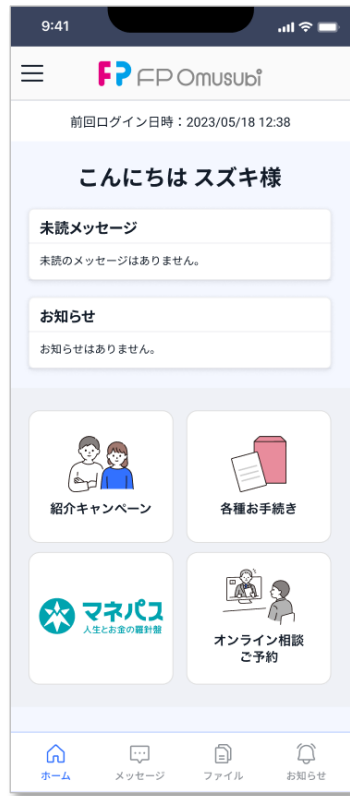 9:41
FP FP Omusubi
前回ログイン日時：2023/05/18 12:38
こんにちは スズキ様
未読メッセージ
未読のメッセージはありません。
お知らせ
お知らせはありません。
紹介キャンペーン
各種お手続き
マネパス
人生とお金の羅針盤
オンライン相談
ご予約
ホーム
メッセージ
ファイル
お知らせ